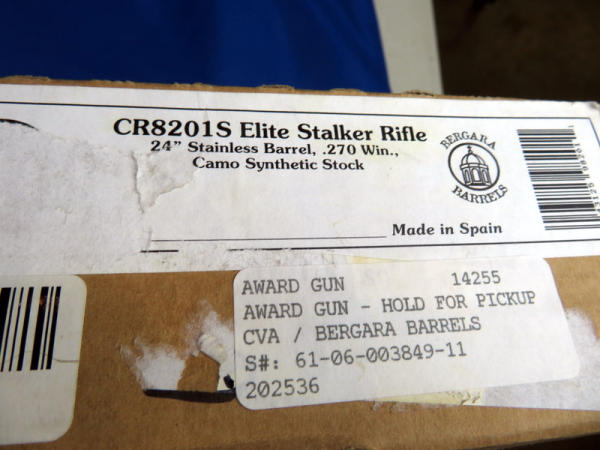 CR8201S Elite Stalker Rifle
24" Stainless Barrel, .270 Win.,
Camo Synthetic Stock
BERGARA
BARRELS
Made in Spain
AWARD GUN 14255
AWARD GUN - HOLD FOR PICKUP
CVA / BERGARA BARRELS
S#: 61-06-003849-11
202536